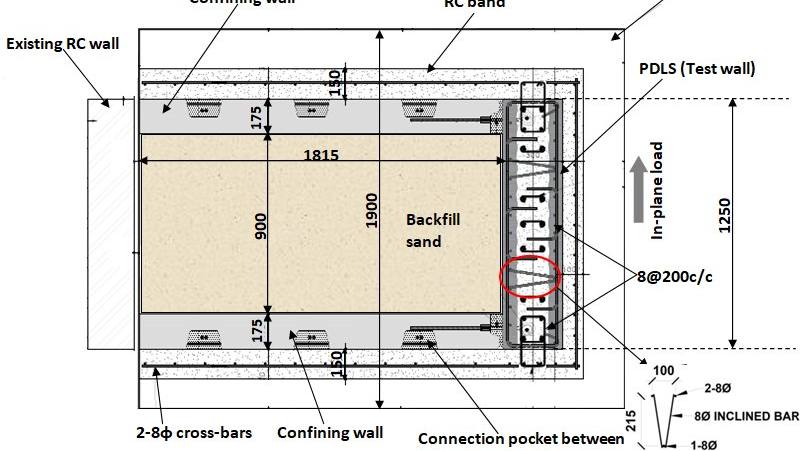 Confining wall
RC band
Existing RC wall
PDLS (Test wall)
150
175
1815
In-plane load
900
1900
Backfill
sand
1250
8@200c/c
175
150
100
2-8Ø
8Ø INCLINED BAR
215
1-8Ø
2-8ϕ cross-bars
Confining wall
Connection pocket between